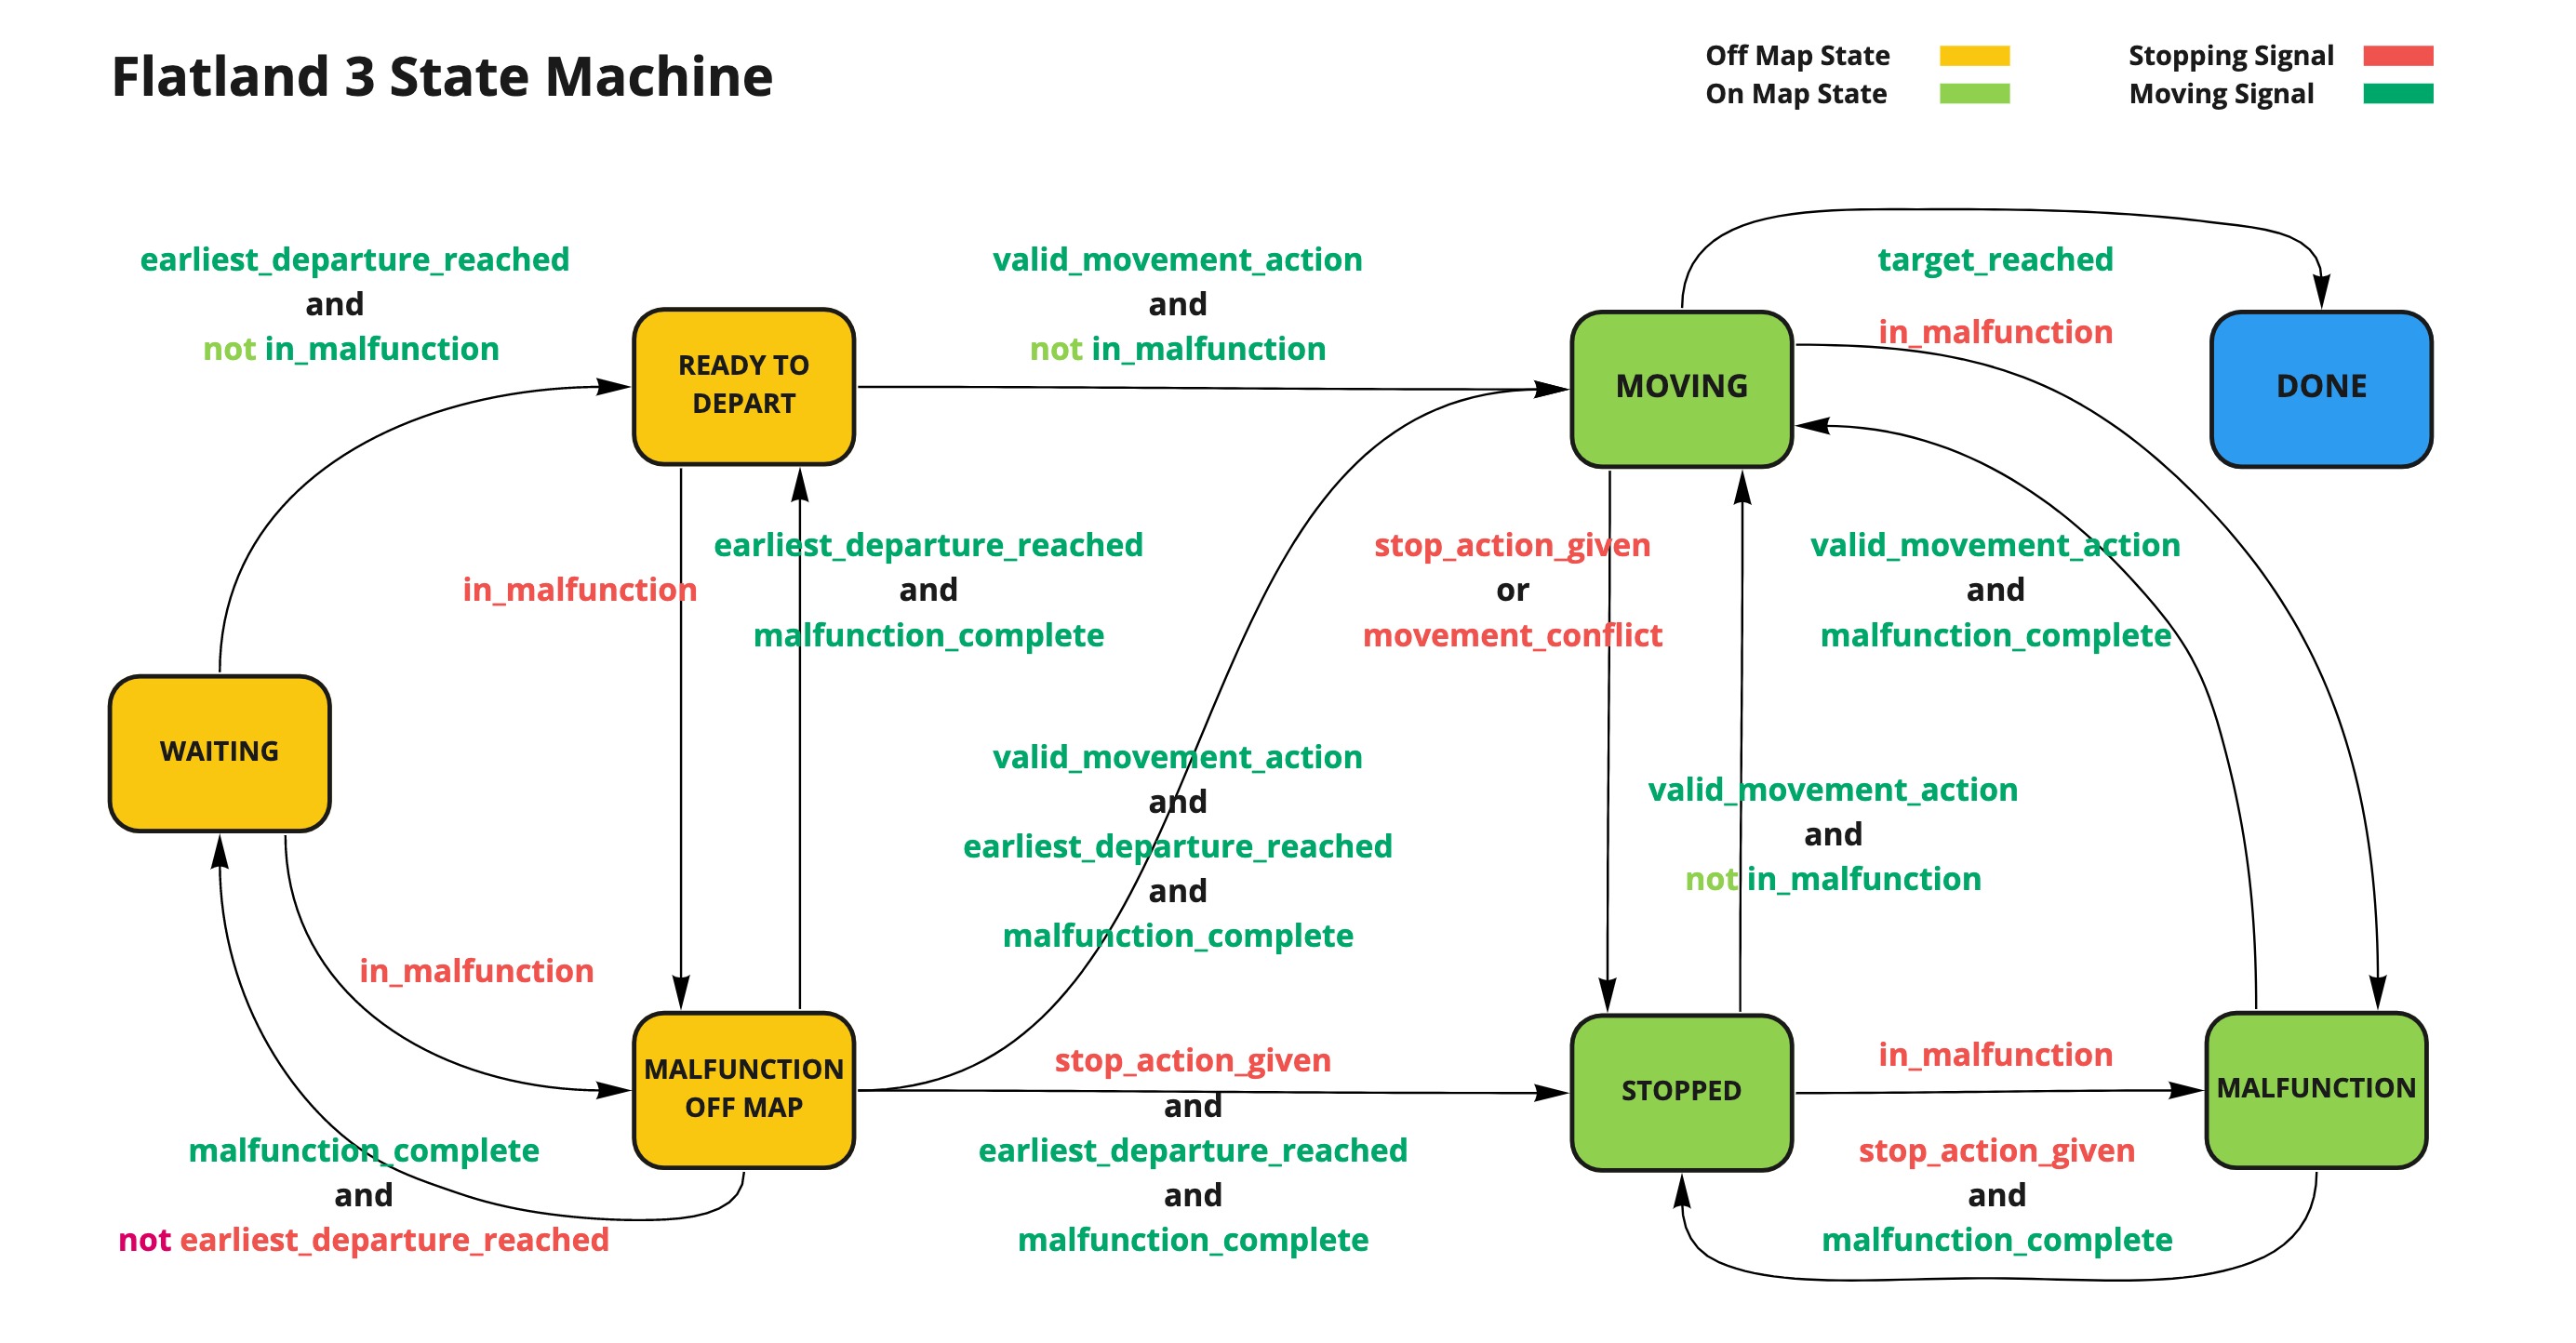 Flatland 3 State Machine
Off Map State
On Map State
Stopping Signal
Moving Signal
earliest_departure_reached
and
not in_malfunction
valid_movement_action
and
not in_malfunction
target_reached
in_malfunction
READY TO
DEPART
MOVING
DONE
in_malfunction
earliest_departure_reached
and
malfunction_complete
stop_action_given
or
movement_conflict
valid_movement_action
and
malfunction_complete
WAITING
valid_movement_action
and
earliest_departure_reached
and
malfunction_complete
valid_movement_action
and
not in_malfunction
in_malfunction
MALFUNCTION
OFF MAP
stop_action_given
and
earliest_departure_reached
and
malfunction_complete
STOPPED
in_malfunction
MALFUNCTION
malfunction_complete
and
not earliest_departure_reached
stop_action_given
and
malfunction_complete